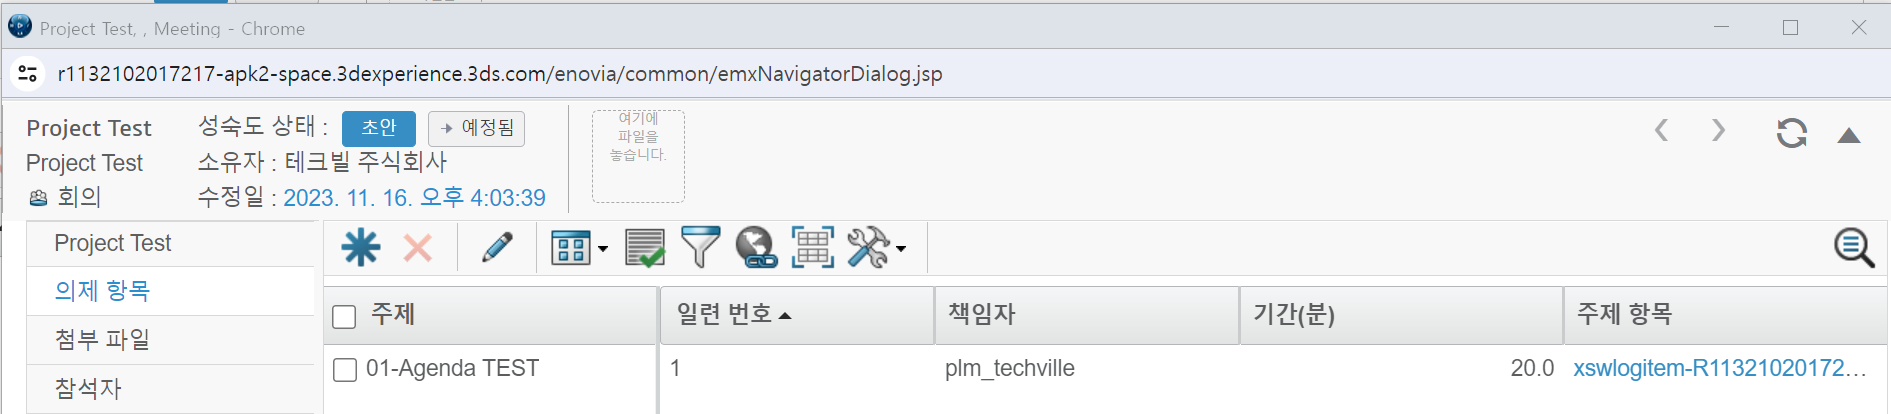 Project Test, , Meeting - Chrome
r1132102017217-apk2-space.3dexperience.3ds.com/enovia/common/emxNavigatorDialog.jsp
Project Test
Project Test
회의
성숙도 상태 : 초안 예정됨
소유자 : 테크빌 주식회사
수정일 : 2023. 11. 16. 오후 4:03:39
여기에
파일을
놓습니다.
Project Test
의제 항목
첨부 파일
참석자
주제 일련 번호 책임자 기간(분) 주제 항목
01-Agenda TEST 1 plm_techville 20.0 xswlogitem-R11321020172...